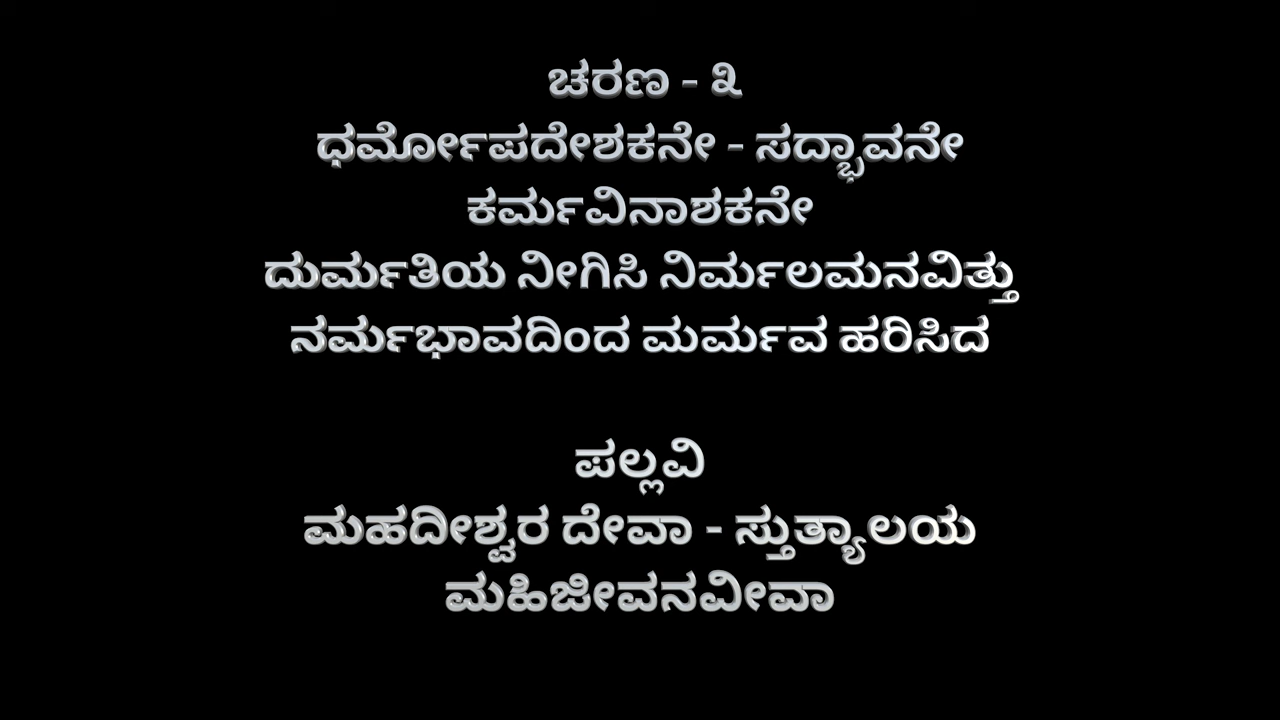 ಚರಣ - ೩
ಧರ್ಮೋಪದೇಶಕನೇ - ಸದ್ಭಾವನೇ
ಕರ್ಮವಿನಾಶಕನೇ
ದುರ್ಮತಿಯ ನೀಗಿಸಿ ನಿರ್ಮಲಮನವಿತ್ತು
ನರ್ಮಭಾವದಿಂದ ಮರ್ಮವ ಹರಿಸಿದ
ಪಲ್ಲವಿ
ಮಹದೀಶ್ವರ ದೇವಾ - ಸ್ತುತ್ಯಾಲಯ
ಮಹಿಜೀವನವೀವಾ